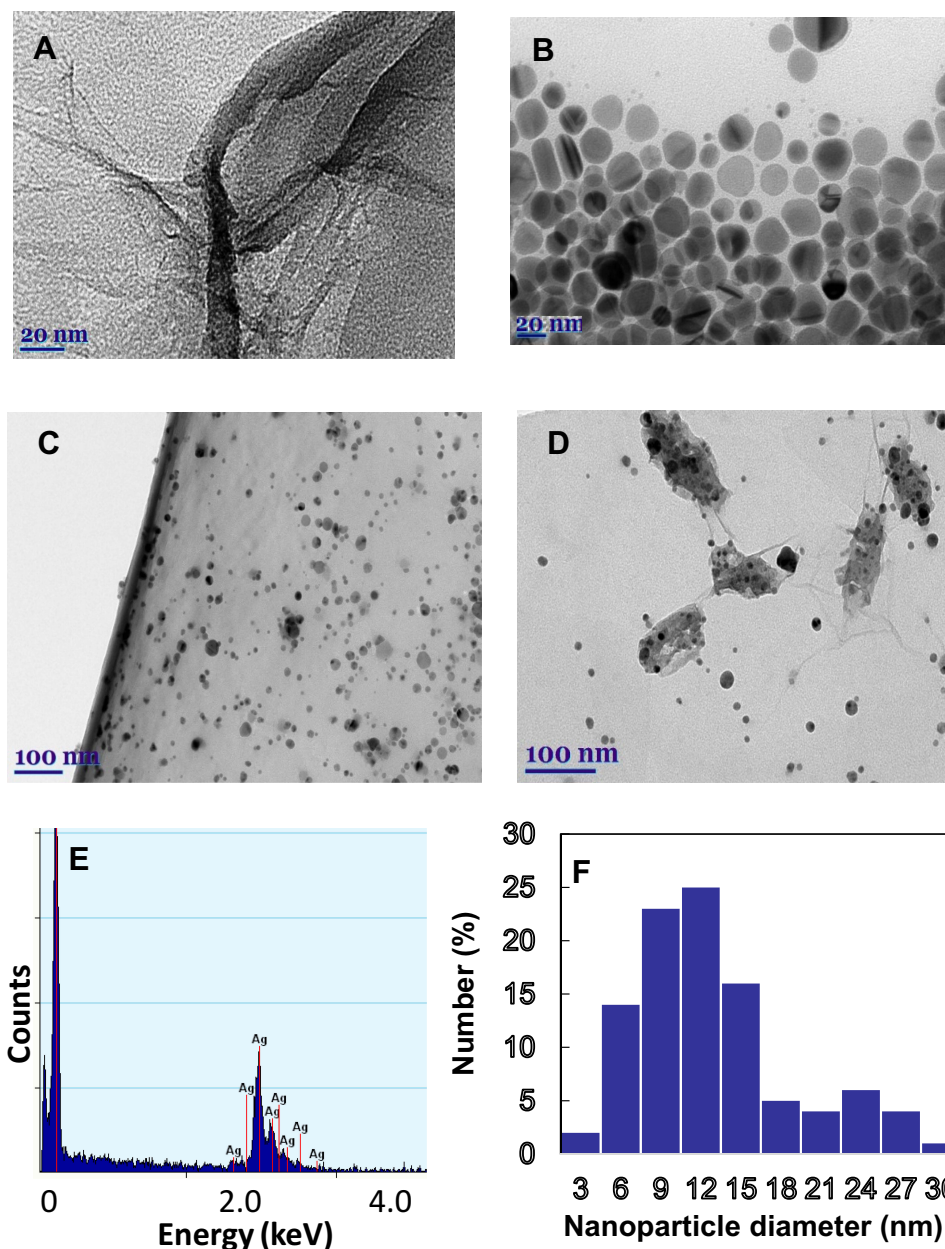 A
20 nm
B
20 nm
C
100 nm
D
100 nm
E
Counts
Ag
Ag
Ag
Ag
Ag
Ag
Ag
0 2.0 4.0
Energy (keV)
F
Number (%)
30
25
20
15
10
5
0
3 6 9 12 15 18 21 24 27
Nanoparticle diameter (nm)